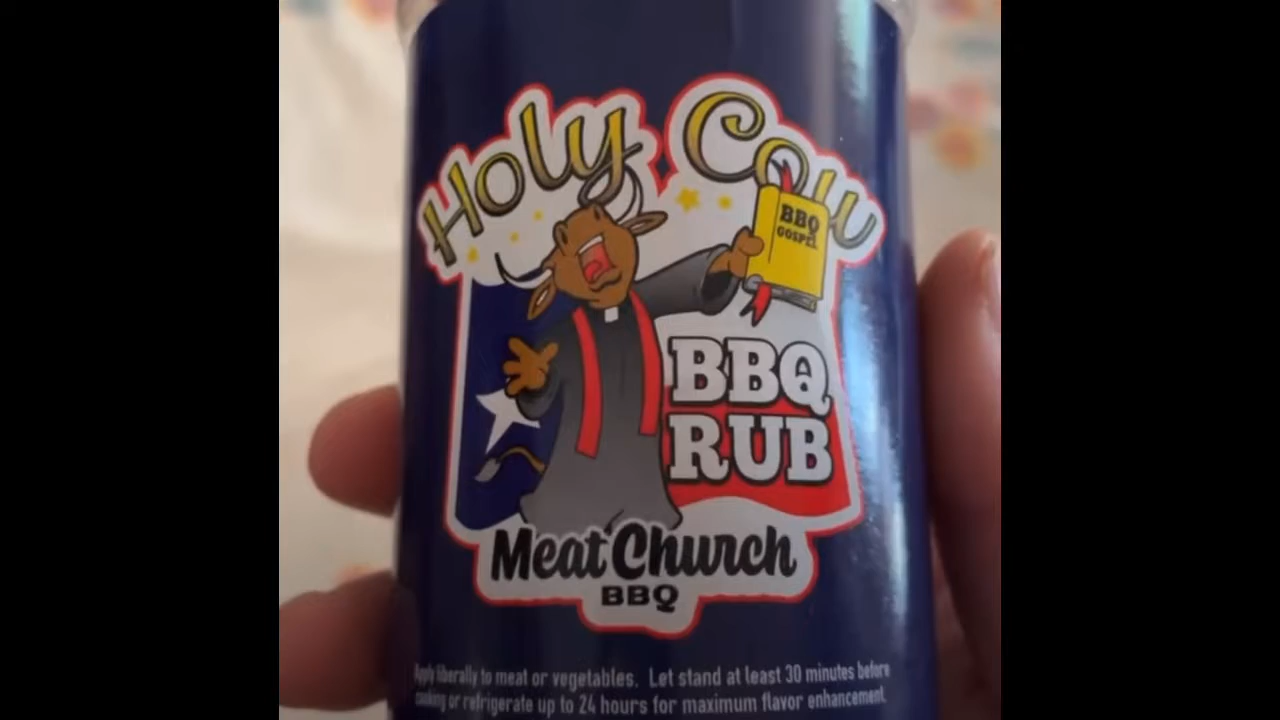 Holy Cow
BBQ
GOSPEL
BBQ
RUB
Meat Church
BBQ
Apply liberally to meat or vegetables. Let stand at least 30 minutes before
cooking or refrigerate up to 24 hours for maximum flavor enhancement.